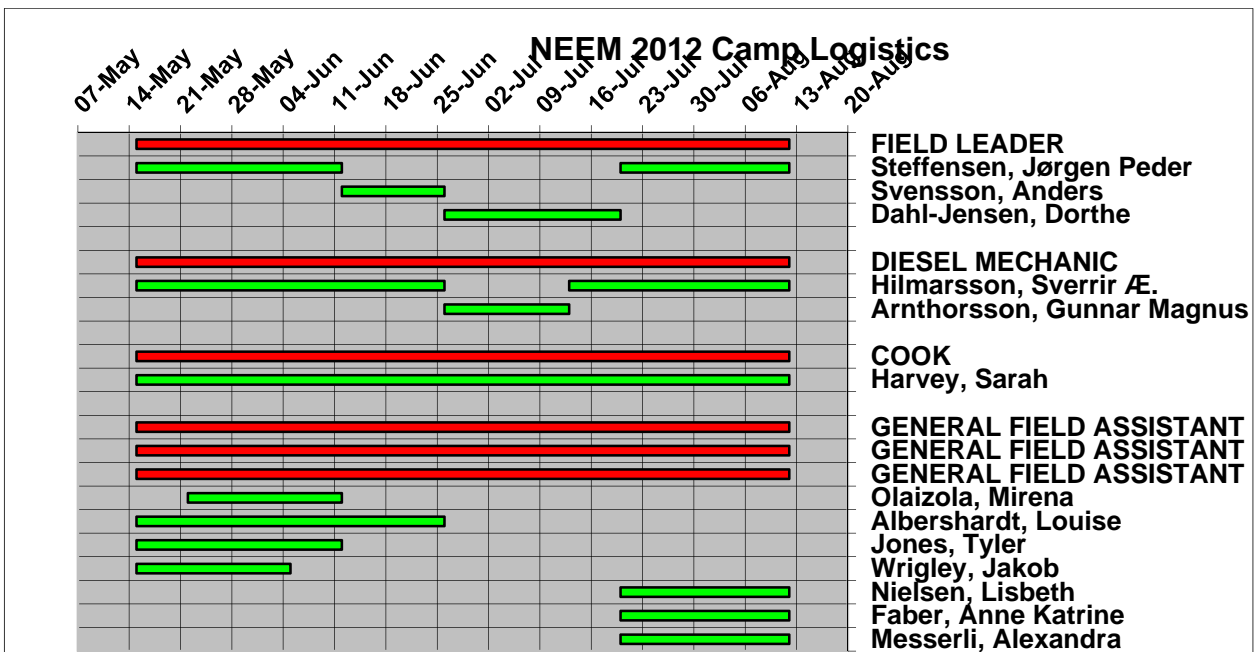 NEEM 2012 Camp Logistics
07-May
14-May
21-May
28-May
04-Jun
11-Jun
18-Jun
25-Jun
02-Jul
09-Jul
16-Jul
23-Jul
30-Jul
06-Aug
13-Aug
20-Aug
FIELD LEADER
Steffensen, Jørgen Peder
Svensson, Anders
Dahl-Jensen, Dorthe
DIESEL MECHANIC
Hilmarsson, Sverrir Æ.
Arnthorsson, Gunnar Magnus
COOK
Harvey, Sarah
GENERAL FIELD ASSISTANT
GENERAL FIELD ASSISTANT
GENERAL FIELD ASSISTANT
Olaizola, Mirena
Albershardt, Louise
Jones, Tyler
Wrigley, Jakob
Nielsen, Lisbeth
Faber, Anne Katrine
Messerli, Alexandra